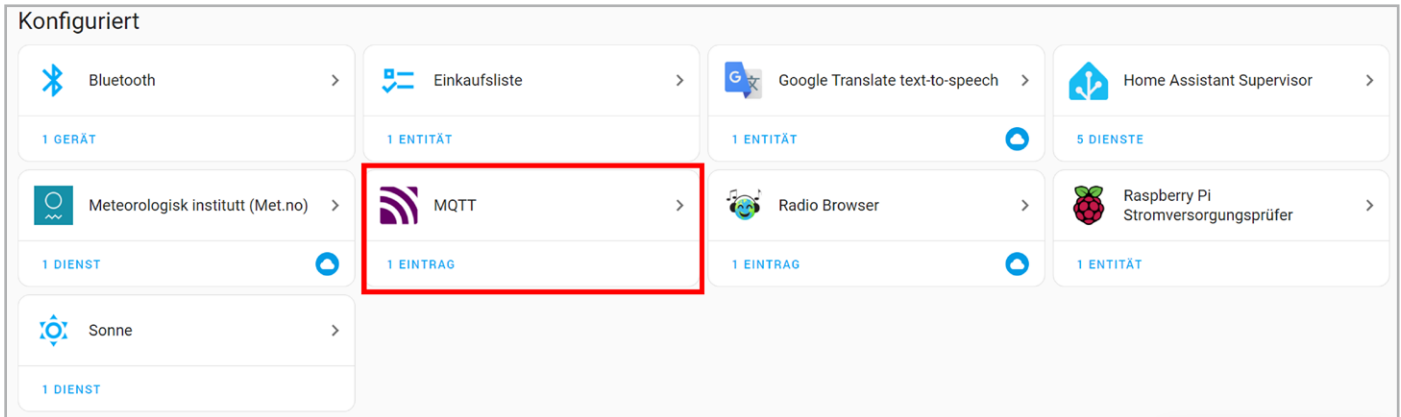 Konfiguriert
Bluetooth
1 GERÄT
Einkaufsliste
1 ENTITÄT
G
Google Translate text-to-speech
1 ENTITÄT
Home Assistant Supervisor
5 DIENSTE
Meteorologisk institutt (Met.no)
1 DIENST
MQTT
1 EINTRAG
Radio Browser
1 EINTRAG
Raspberry Pi
Stromversorgungsprüfer
1 ENTITÄT
Sonne
1 DIENST